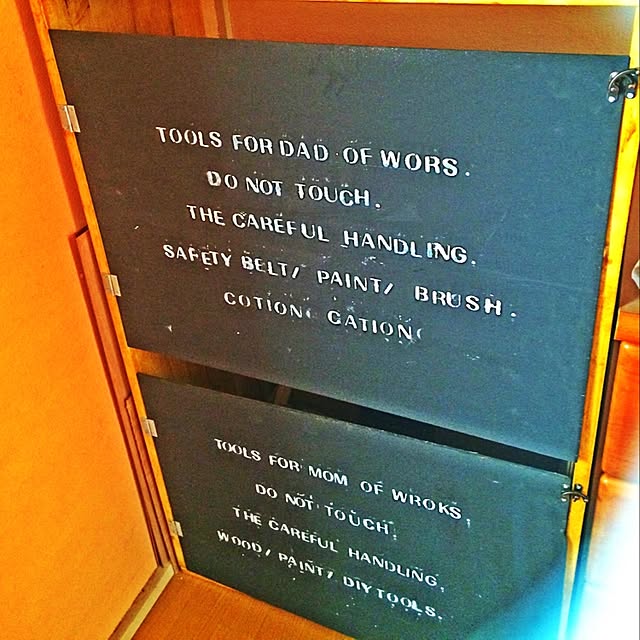 TOOLS FOR DAD OF WORS.
DO NOT TOUCH.
THE CAREFUL HANDLING.
SAFETY BELT/ PAINT/ BRUSH.
COTION( CATION(
TOOLS FOR MOM OF WROKS.
DO NOT TOUCH.
THE CAREFUL HANDLING.
WOOD/ PAINT/ DIY TOOLS.